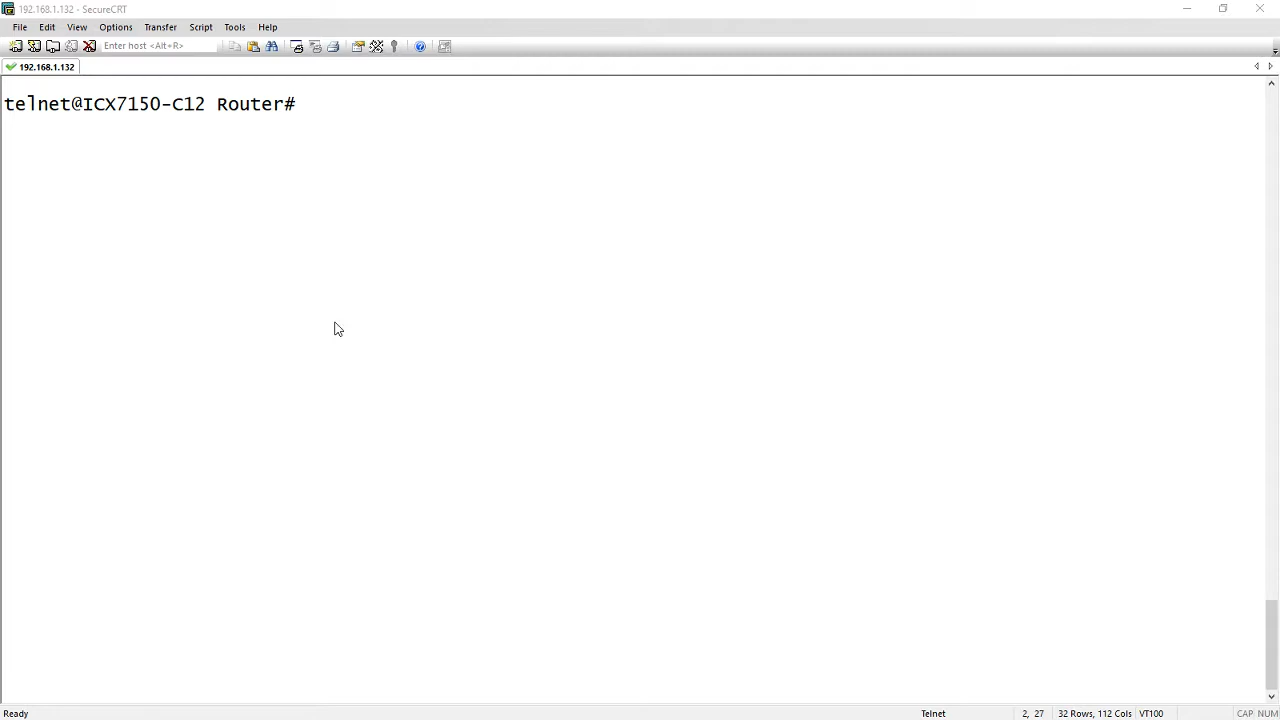 192.168.1.132 - SecureCRT
File Edit View Options Transfer Script Tools Help
Enter host <Alt+R>
192.168.1.132
telnet@ICX7150-C12 Router#
Ready Telnet 2, 27 32 Rows, 112 Cols VT100 CAP NUM